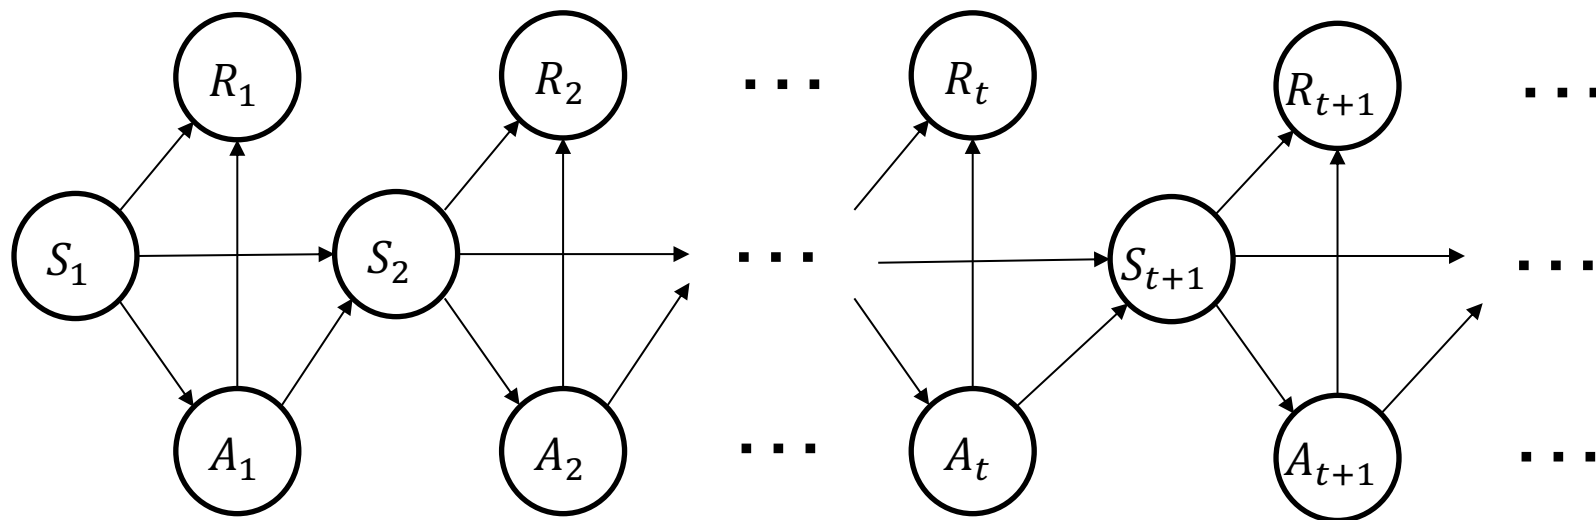 R₁ R₂ ... Rₜ Rₜ₊₁ ...
S₁ S₂ ... Sₜ₊₁ ...
A₁ A₂ ... Aₜ Aₜ₊₁ ...